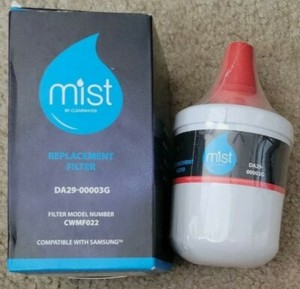 mist
BY CLEARWATER
REPLACEMENT
FILTER
DA29-00003G
FILTER MODEL NUMBER
CWMF022
COMPATIBLE WITH SAMSUNG™
mist
DA29-
00003G